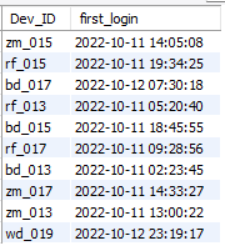 Dev_ID first_login
zm_015 2022-10-11 14:05:08
rf_015 2022-10-11 19:34:25
bd_017 2022-10-12 07:30:18
rf_013 2022-10-11 05:20:40
bd_015 2022-10-11 18:45:55
rf_017 2022-10-11 09:28:56
bd_013 2022-10-11 02:23:45
zm_017 2022-10-11 14:33:27
zm_013 2022-10-11 13:00:22
wd_019 2022-10-12 23:19:17